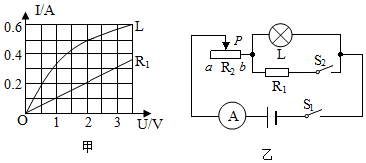 I/A
0.6
0.4
0.2
O
1
2
3
U/V
L
R₁
甲
P
a
R₂
b
L
S₂
R₁
A
S₁
乙